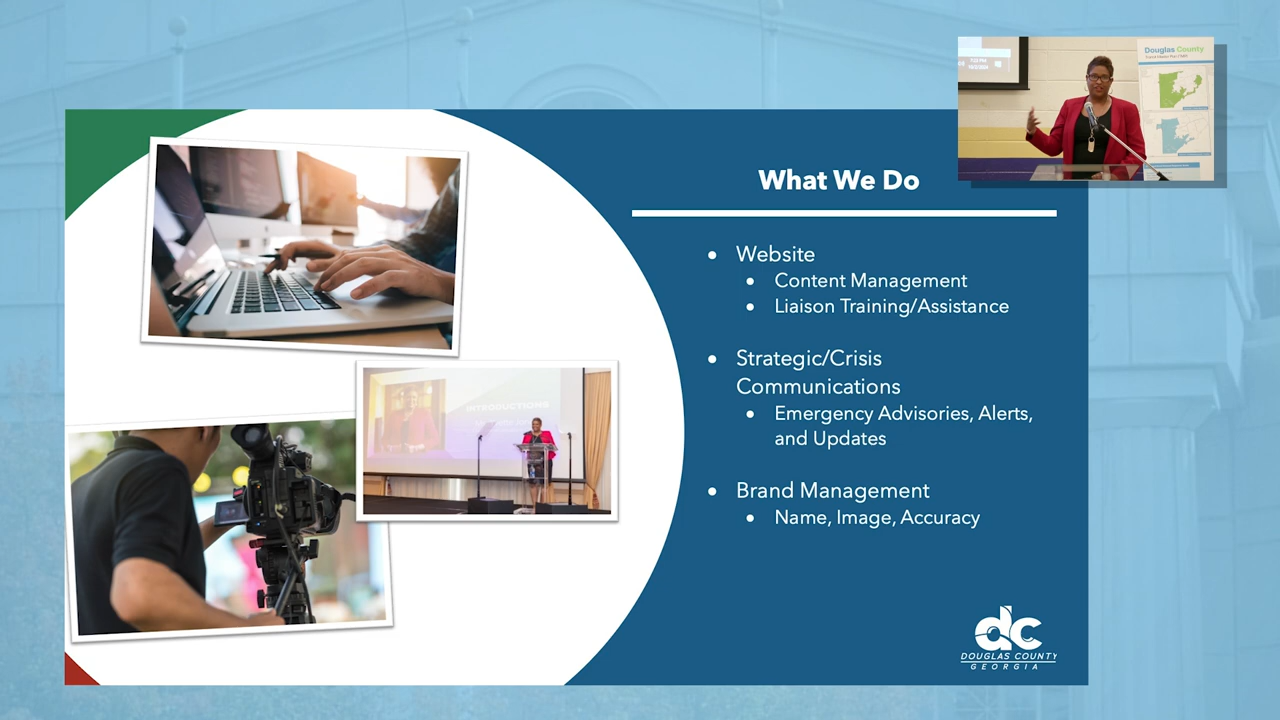 Douglas County
What We Do
Website
Content Management
Liaison Training/Assistance
Strategic/Crisis
Communications
Emergency Advisories, Alerts,
and Updates
Brand Management
Name, Image, Accuracy
INTRODUCTIONS
dc
DOUGLAS COUNTY
GEORGIA